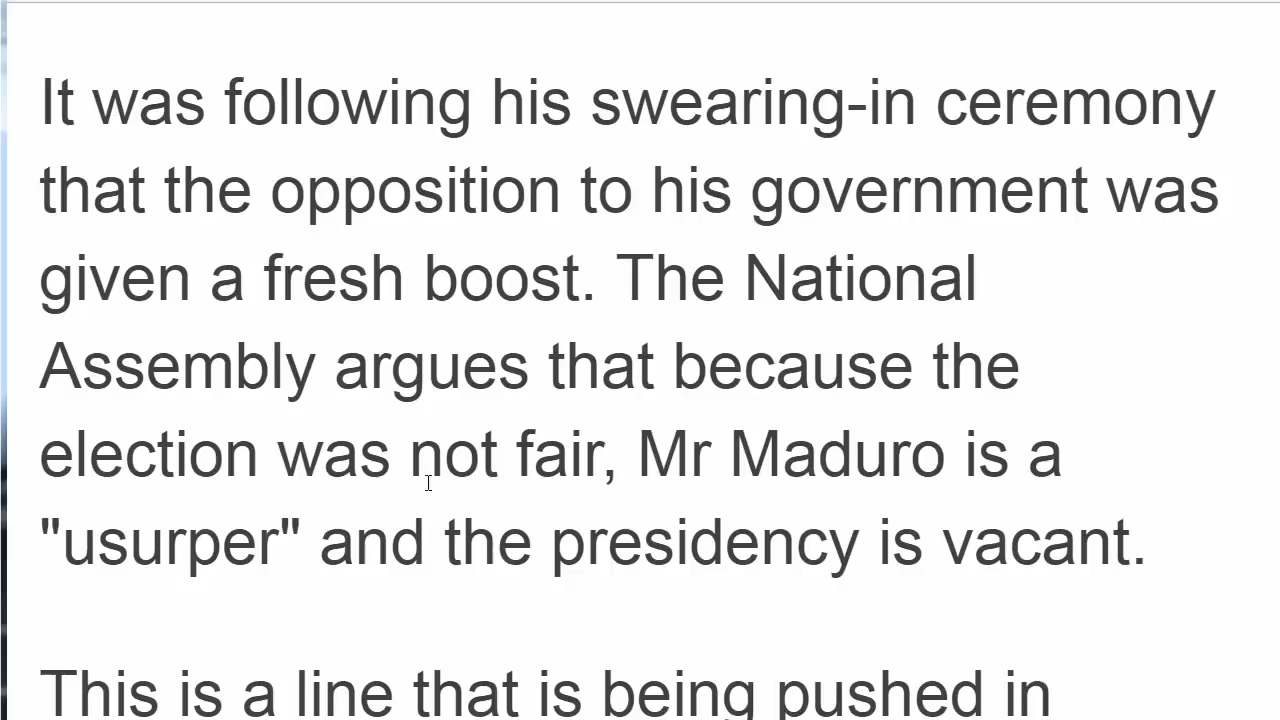 It was following his swearing-in ceremony
that the opposition to his government was
given a fresh boost. The National
Assembly argues that because the
election was not fair, Mr Maduro is a
"usurper" and the presidency is vacant.
This is a line that is being pushed in